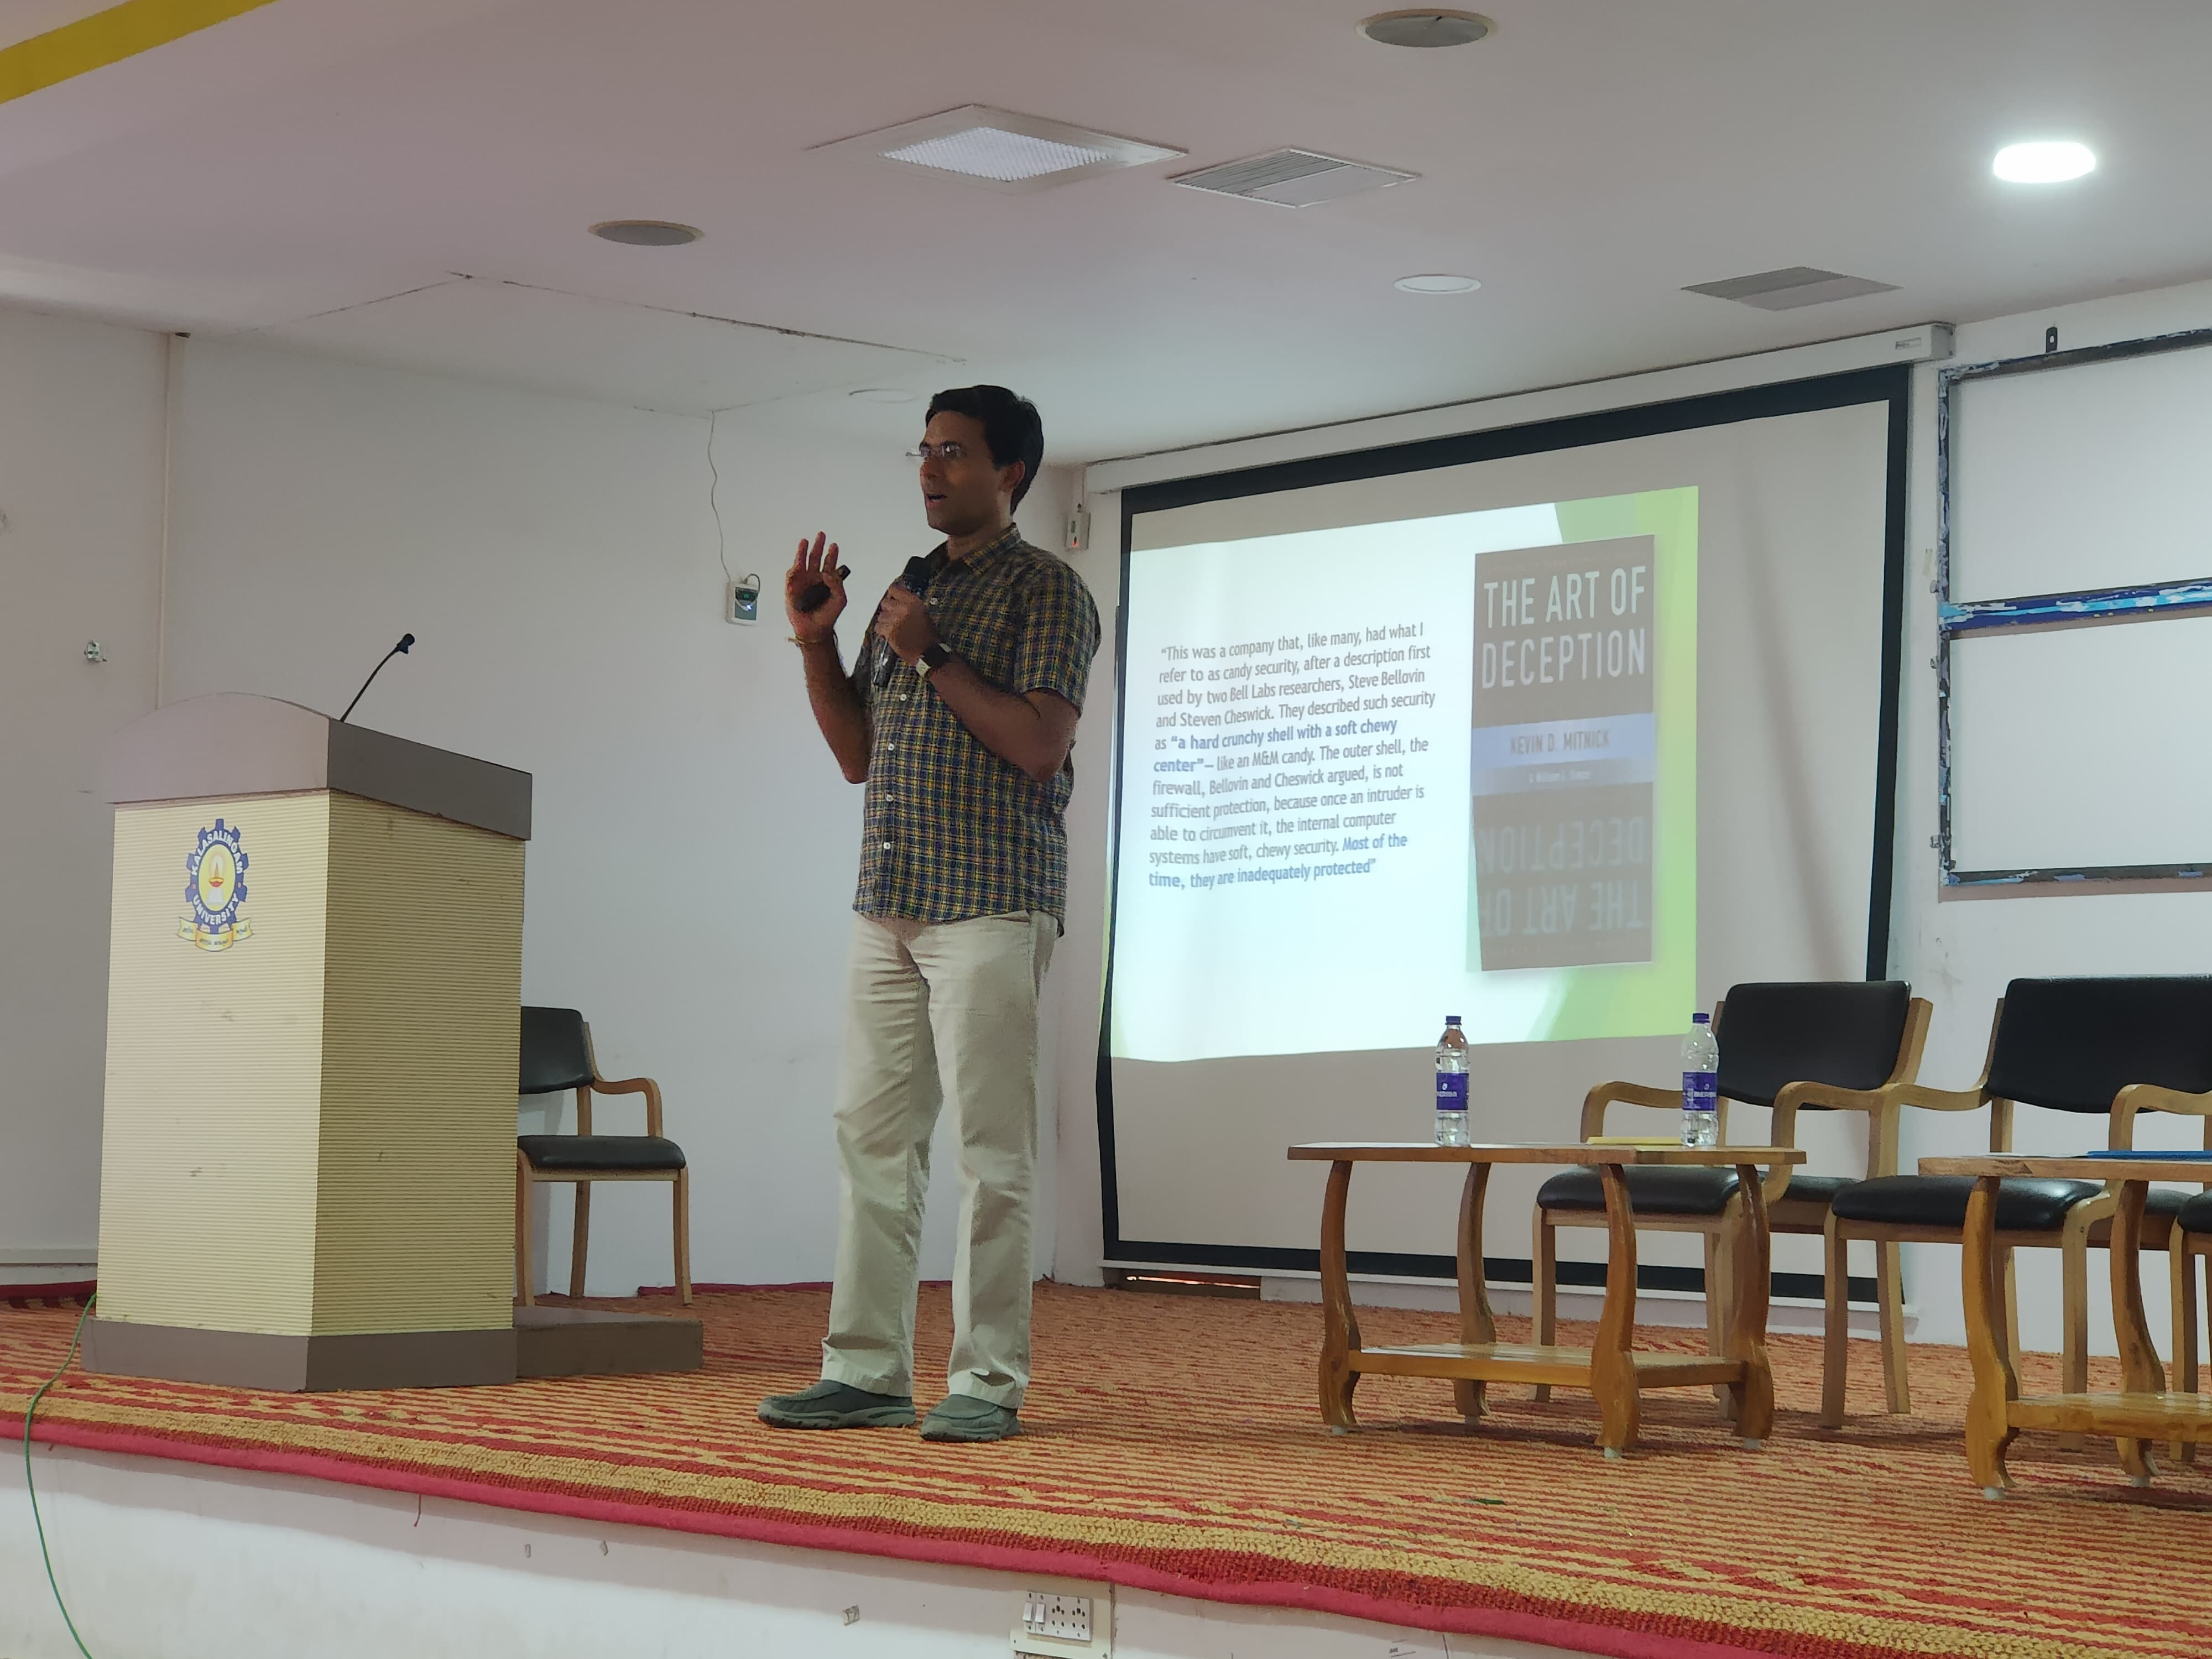 KALASALINGAM
UNIVERSITY
“This was a company that, like many, had what I
refer to as candy security, after a description first
used by two Bell Labs researchers, Steve Bellovin
and Steven Cheswick. They described such security
as “a hard crunchy shell with a soft chewy
center”— like an M&M candy. The outer shell, the
firewall, Bellovin and Cheswick argued, is not
sufficient protection, because once an intruder is
able to circumvent it, the internal computer
systems have soft, chewy security. Most of the
time, they are inadequately protected”
THE ART OF
DECEPTION
KEVIN D. MITNICK
DECEPTION
THE ART OF